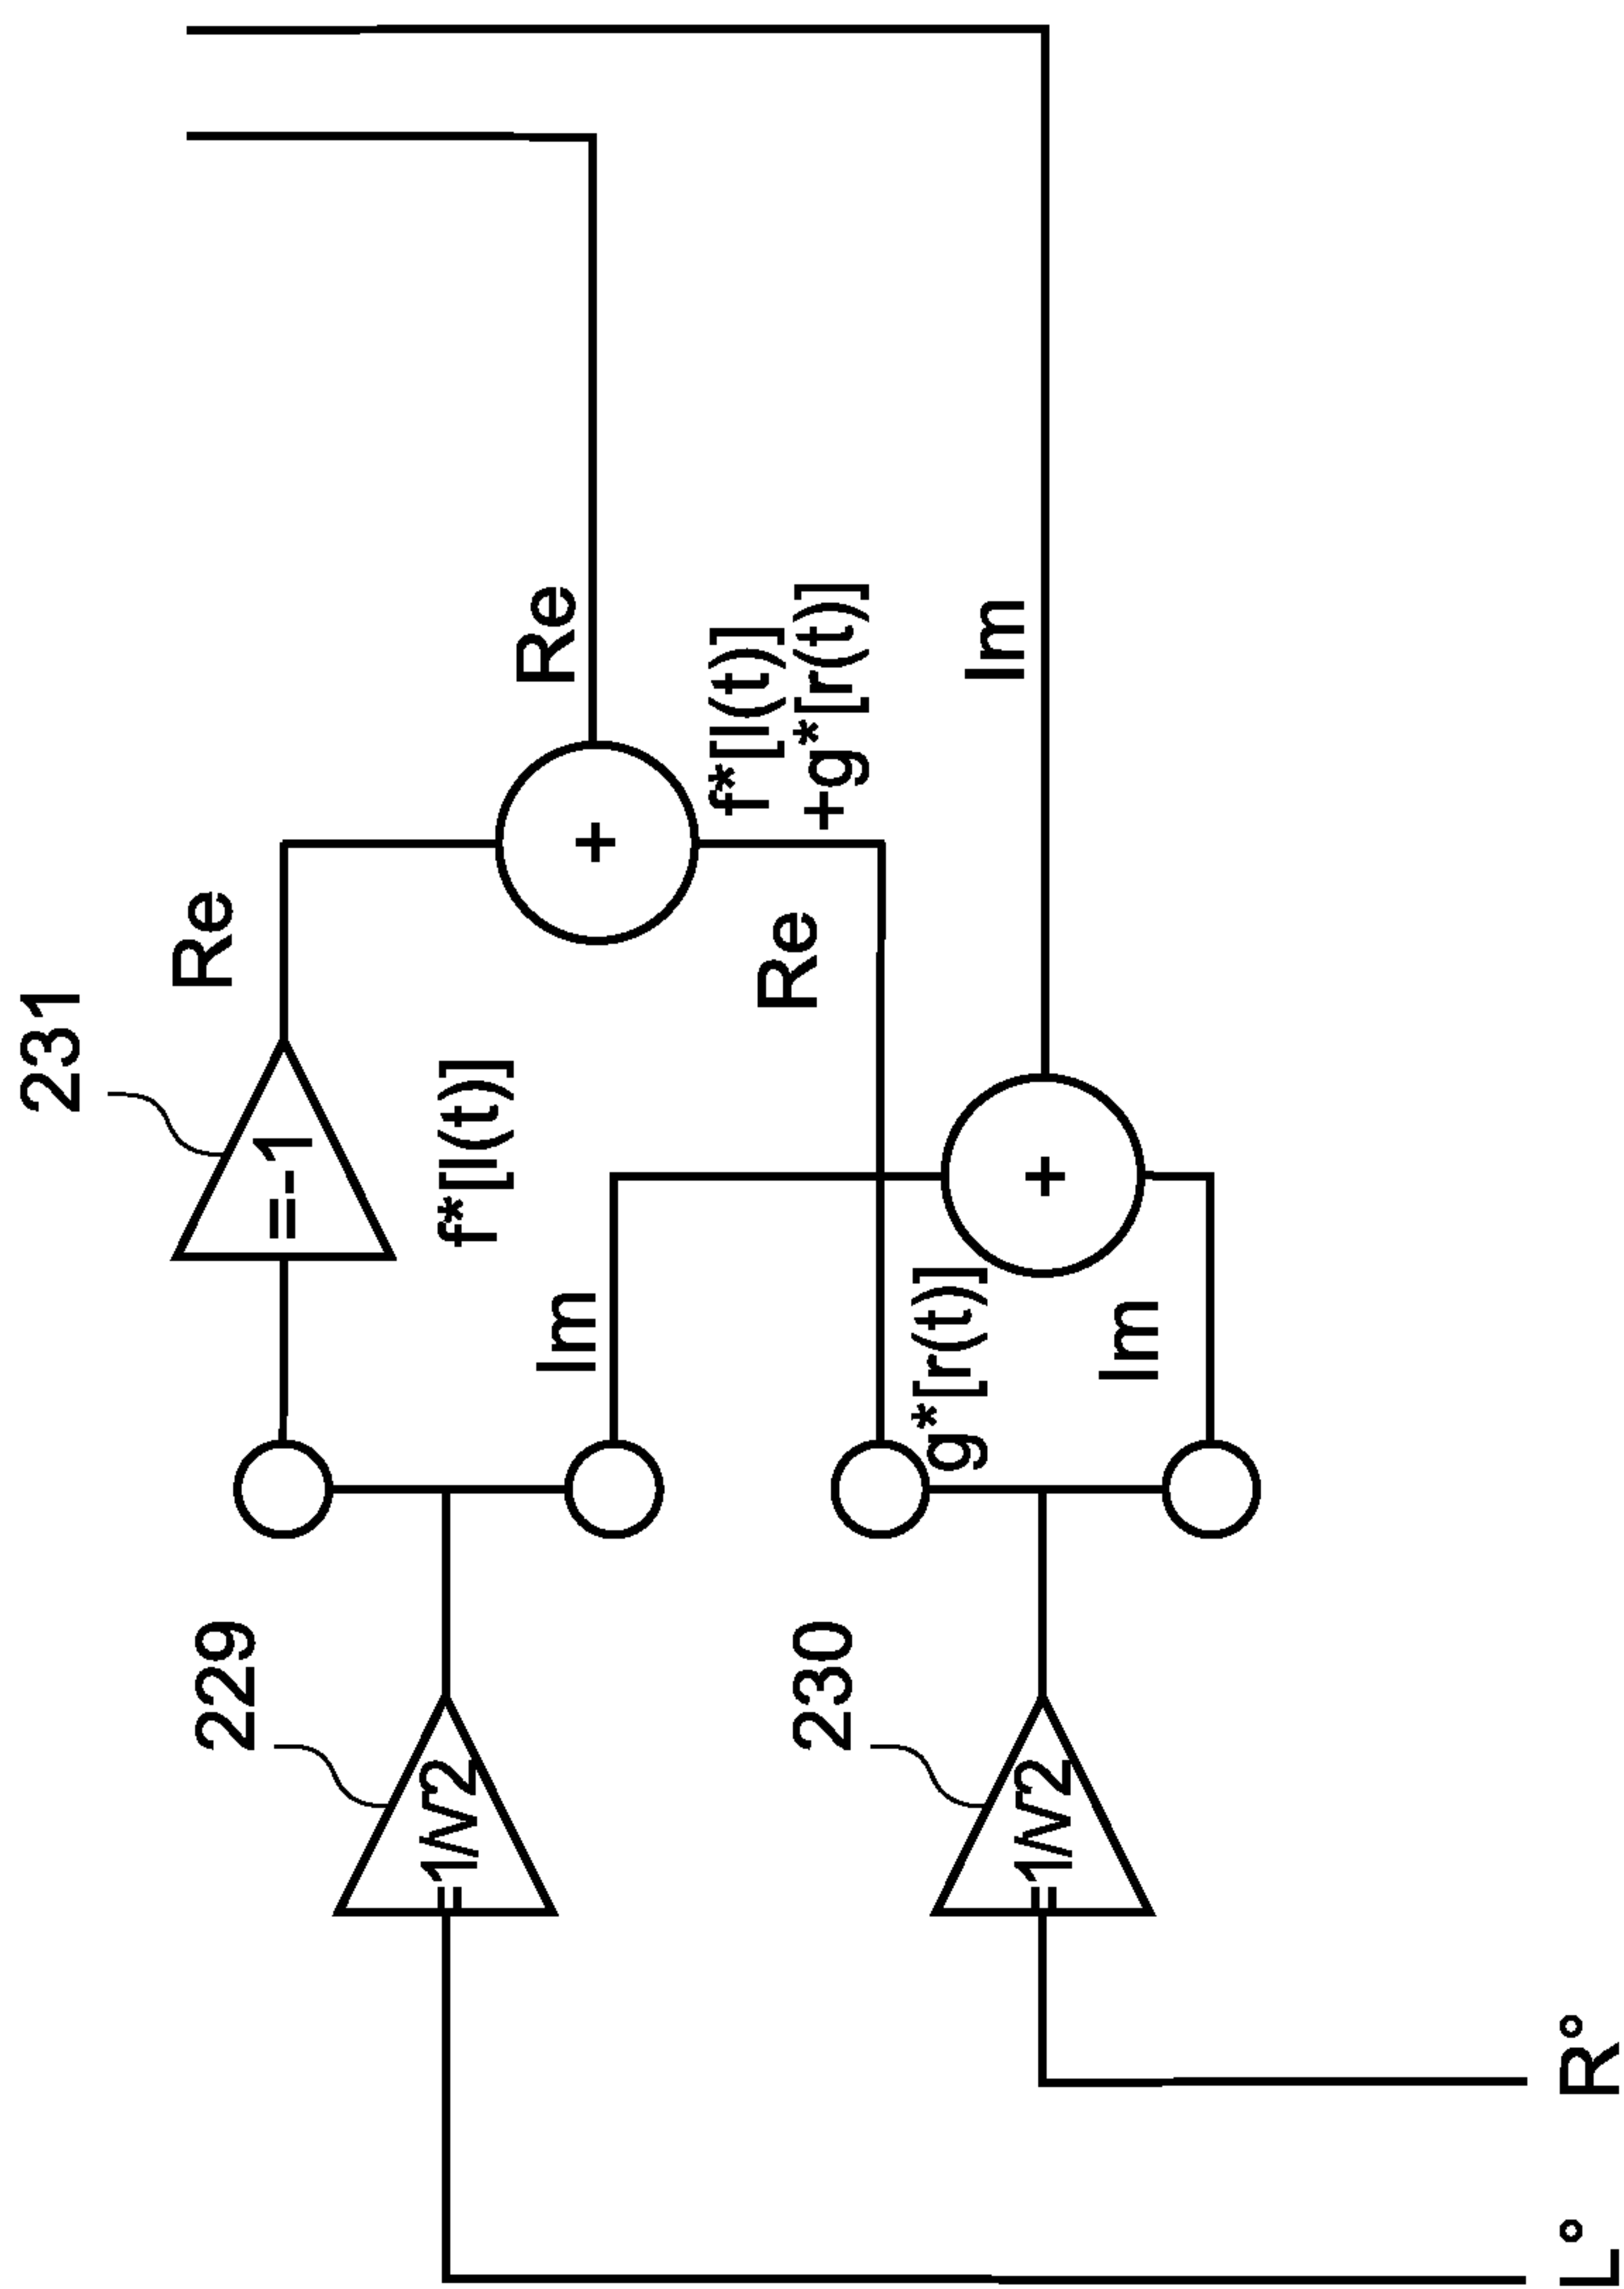 231
229
Re
=-1
=1/√2
f*[l(t)]
Re
Im
+
f*[l(t)]
+g*[r(t)]
230
Re
g*[r(t)]
Im
=1/√2
+
Im
L°
R°